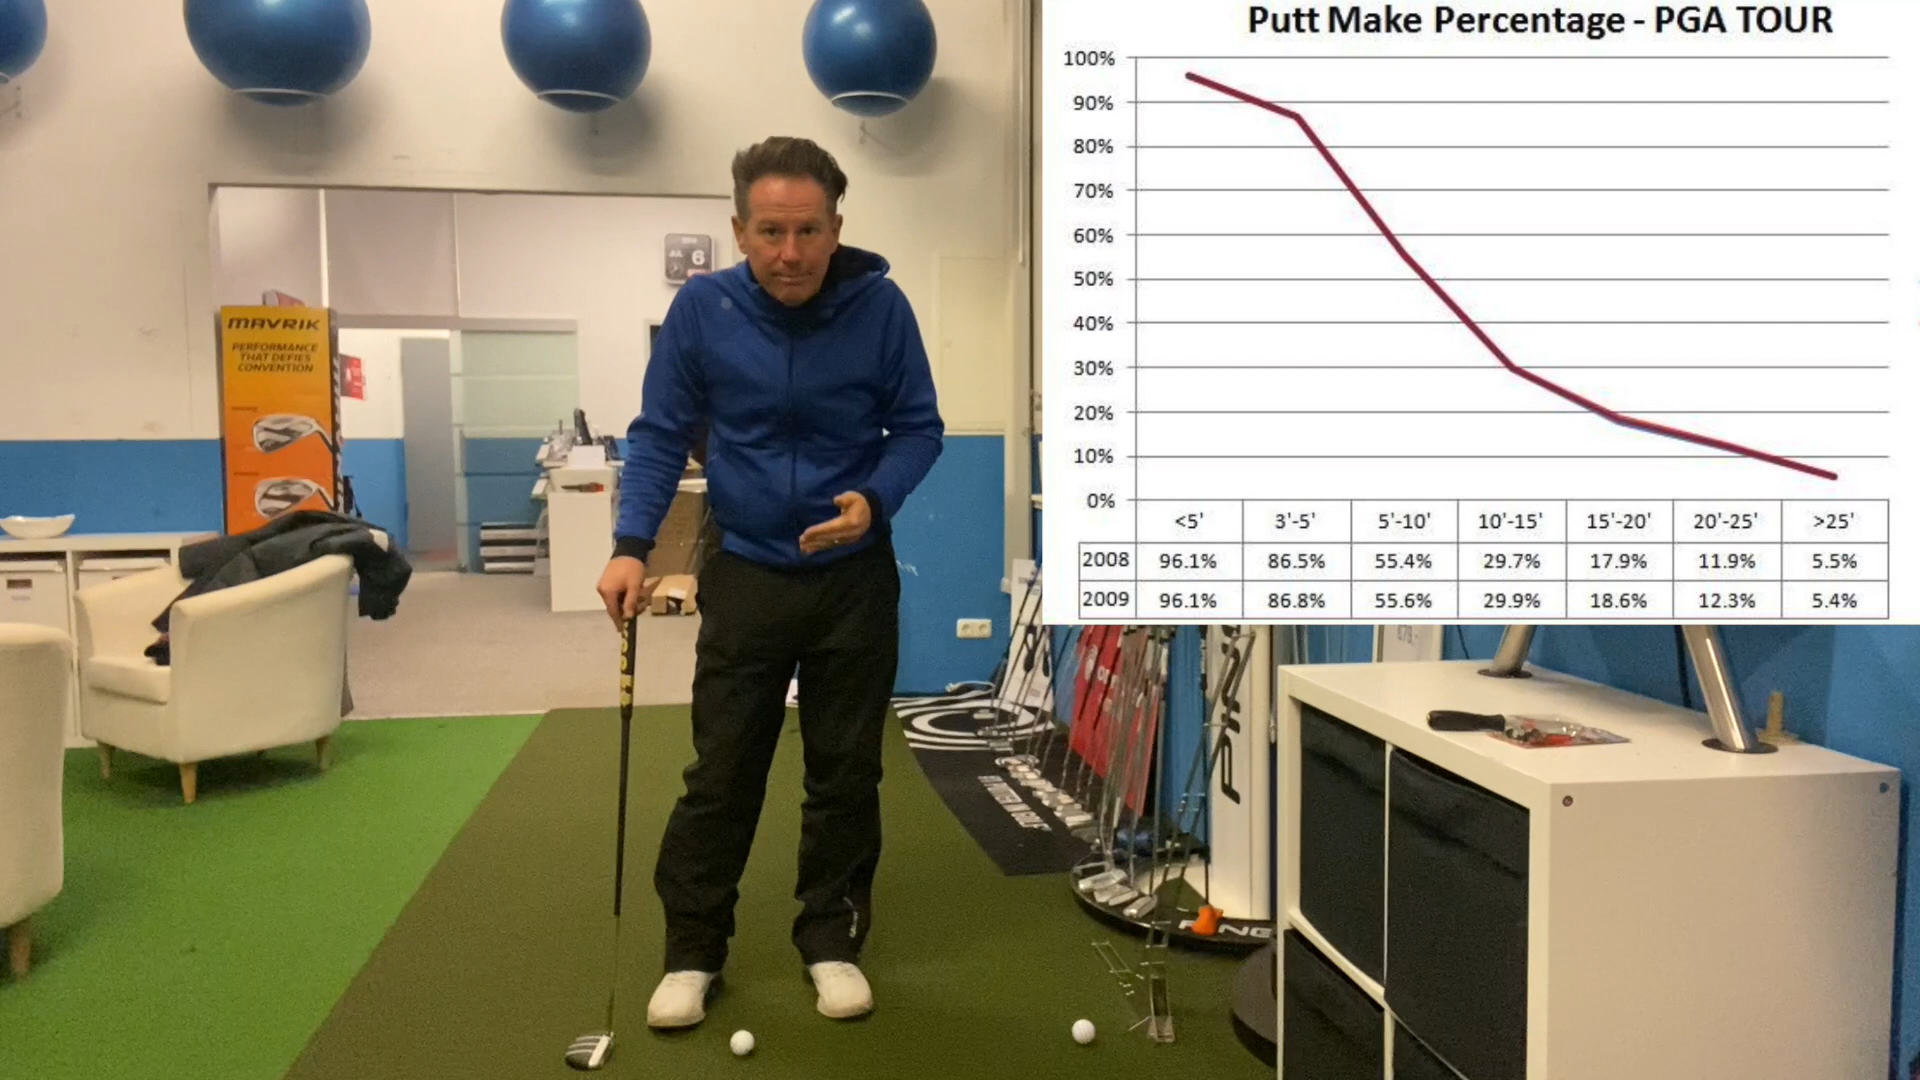 Putt Make Percentage - PGA TOUR
100%
90%
80%
70%
60%
50%
40%
30%
20%
10%
0%
<5' 3'-5' 5'-10' 10'-15' 15'-20' 20'-25' >25'
2008 96.1% 86.5% 55.4% 29.7% 17.9% 11.9% 5.5%
2009 96.1% 86.8% 55.6% 29.9% 18.6% 12.3% 5.4%
6
MAVRIK
PERFORMANCE
THAT DEFIES
CONVENTION
PING